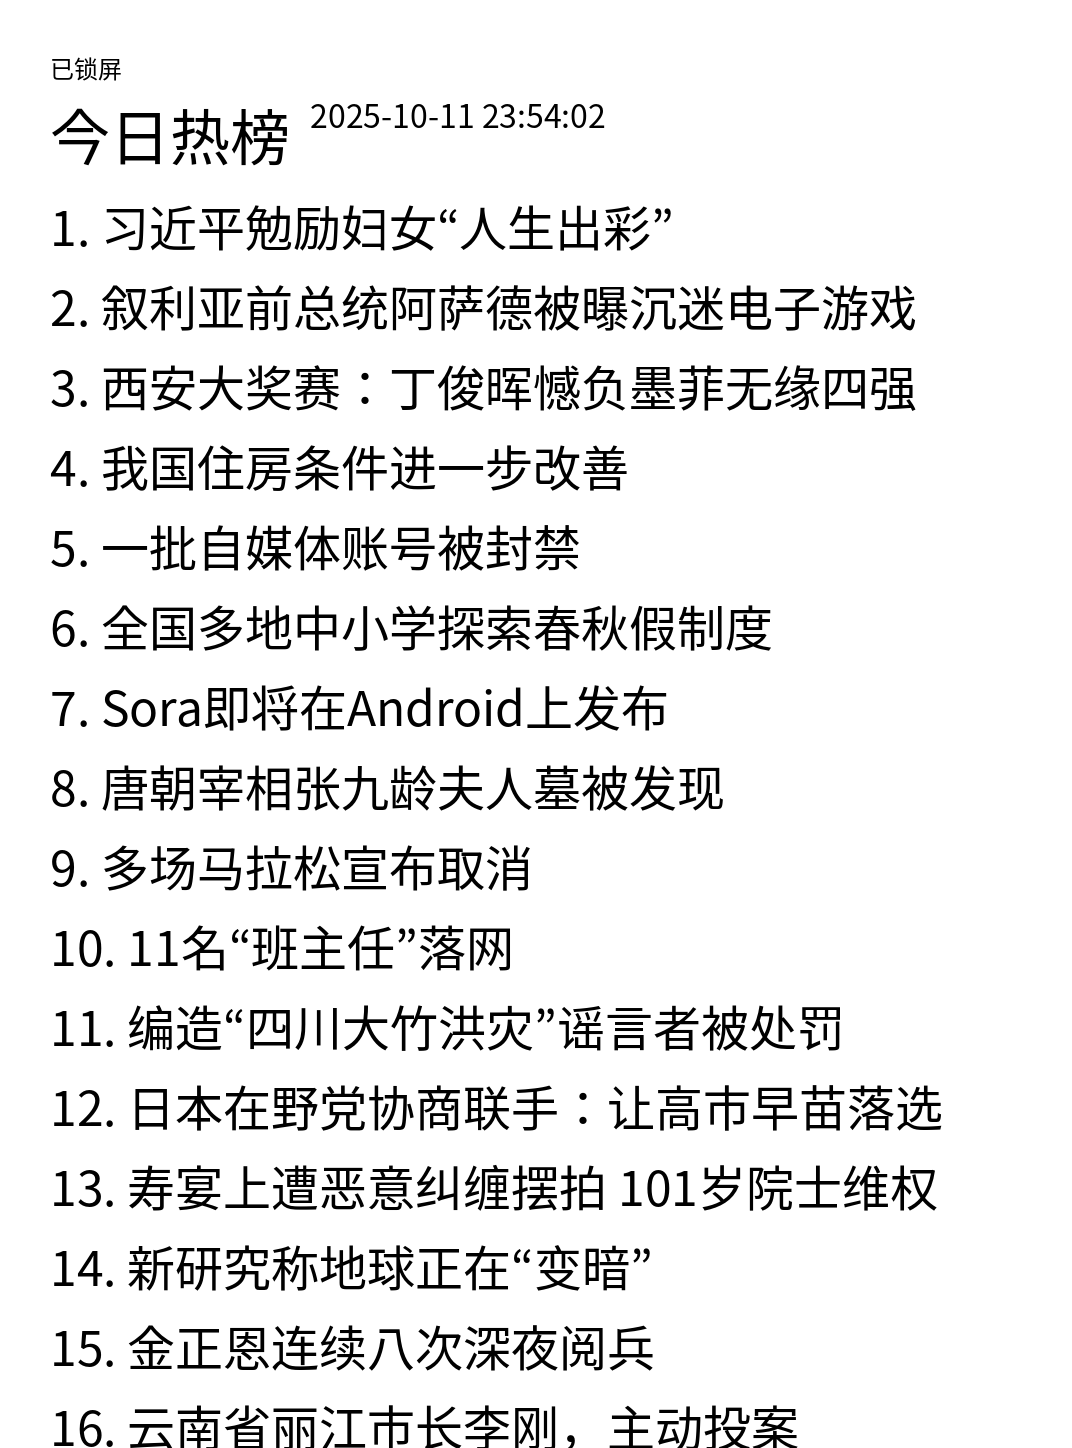 已锁屏
今日热榜 2025-10-11 23:54:02
1. 习近平勉励妇女“人生出彩”
2. 叙利亚前总统阿萨德被曝沉迷电子游戏
3. 西安大奖赛：丁俊晖憾负墨菲无缘四强
4. 我国住房条件进一步改善
5. 一批自媒体账号被封禁
6. 全国多地中小学探索春秋假制度
7. Sora即将在Android上发布
8. 唐朝宰相张九龄夫人墓被发现
9. 多场马拉松宣布取消
10. 11名“班主任”落网
11. 编造“四川大竹洪灾”谣言者被处罚
12. 日本在野党协商联手：让高市早苗落选
13. 寿宴上遭恶意纠缠摆拍 101岁院士维权
14. 新研究称地球正在“变暗”
15. 金正恩连续八次深夜阅兵
16. 云南省丽江市长李刚，主动投案